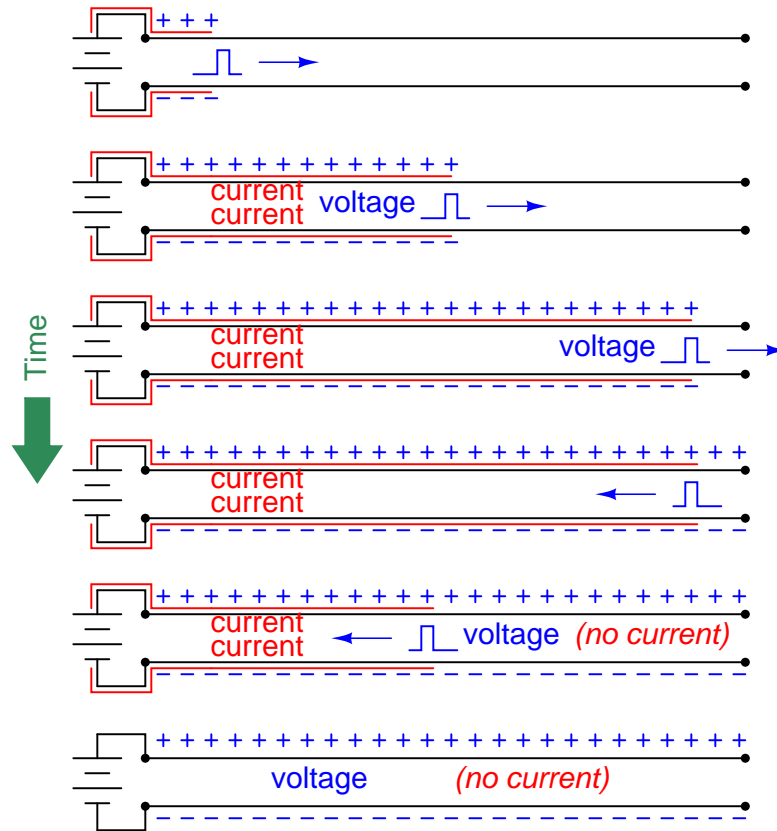 + + +
– – –
+ + + + + + + + + + + + +
current
current voltage
– – – – – – – – – – – – –
+ + + + + + + + + + + + + + + + + + + + + + +
Time
current
current
voltage
– – – – – – – – – – – – – – – – – – – – – – –
+ + + + + + + + + + + + + + + + + + + + + + + + +
current
current
– – – – – – – – – – – – – – – – – – – – – – – – –
+ + + + + + + + + + + + + + + + + + + + + + + + +
current
current voltage (no current)
– – – – – – – – – – – – – – – – – – – – – – – – –
+ + + + + + + + + + + + + + + + + + + + + + + + +
voltage (no current)
– – – – – – – – – – – – – – – – – – – – – – – – –